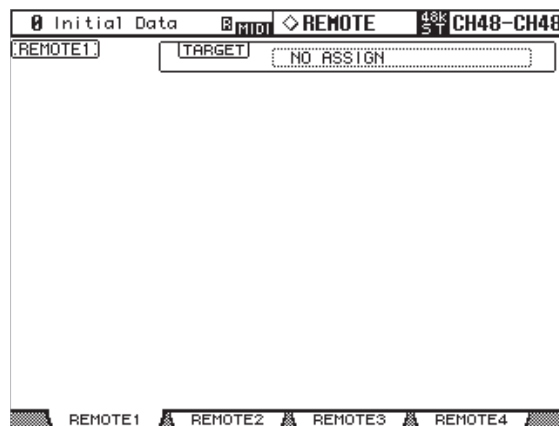 0 Initial Data MIDI ◇REMOTE 48K ST CH48-CH48
REMOTE1
TARGET
NO ASSIGN
REMOTE1 REMOTE2 REMOTE3 REMOTE4